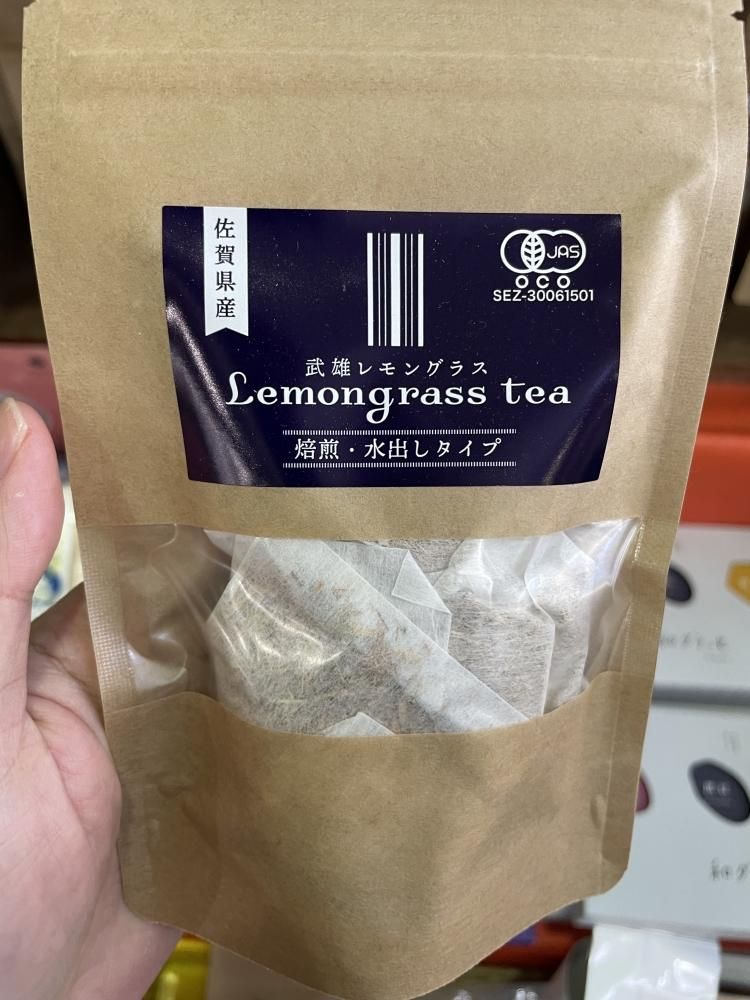 佐賀県産
JAS
OCO
SEZ-30061501
武雄レモングラス
Lemongrass tea
焙煎・水出しタイプ